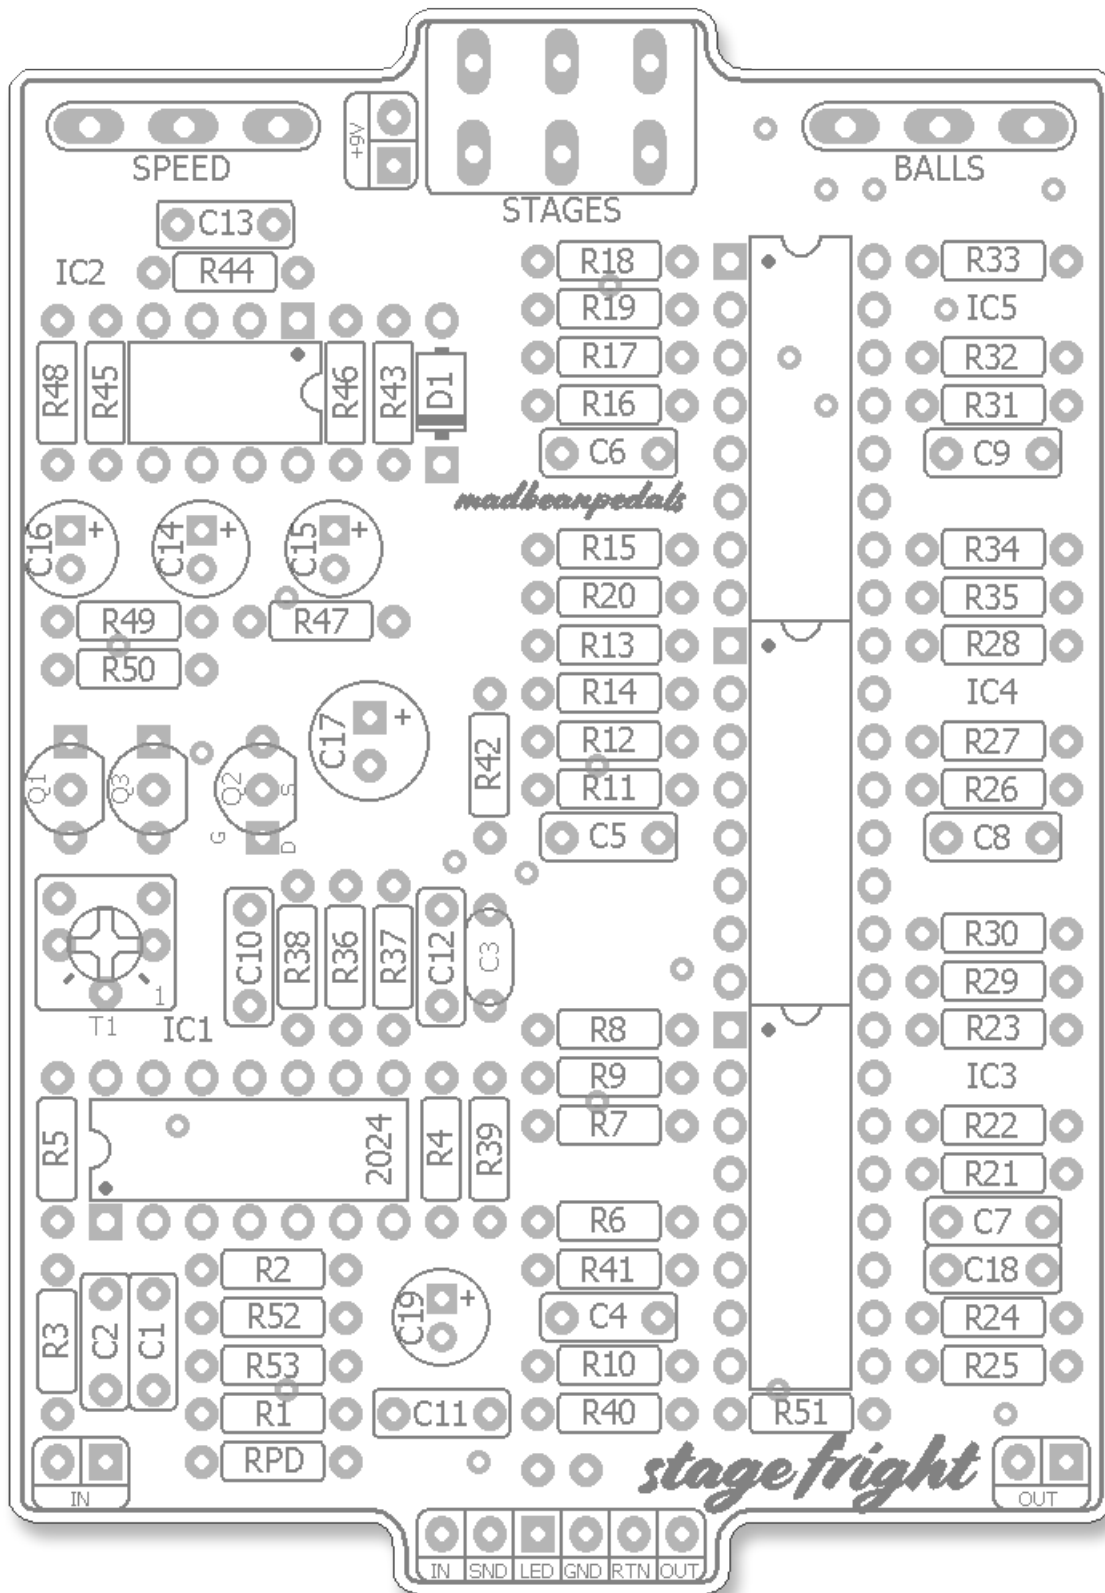 +9V
SPEED
STAGES
BALLS
C13
IC2
R44
R18
R33
R19
IC5
R48
R45
R46
R43
D1
R17
R32
R16
R31
C6
C9
madbeanpedals
C16
+
C14
+
C15
+
R15
R34
R20
R35
R49
R47
R13
R28
R50
R14
IC4
C17
+
R42
R12
R27
Q1
Q3
Q2
S
G
D
R11
R26
C5
C8
C10
R38
R36
R37
C12
C3
R30
R29
1
T1
IC1
R8
R23
R9
IC3
R7
R22
R5
2024
R4
R39
R21
R6
C7
R2
R41
C18
R3
C2
C1
R52
C19
+
C4
R24
R53
R10
R25
R1
C11
R40
R51
RPD
stage fright
IN
OUT
IN SND LED GND RTN OUT